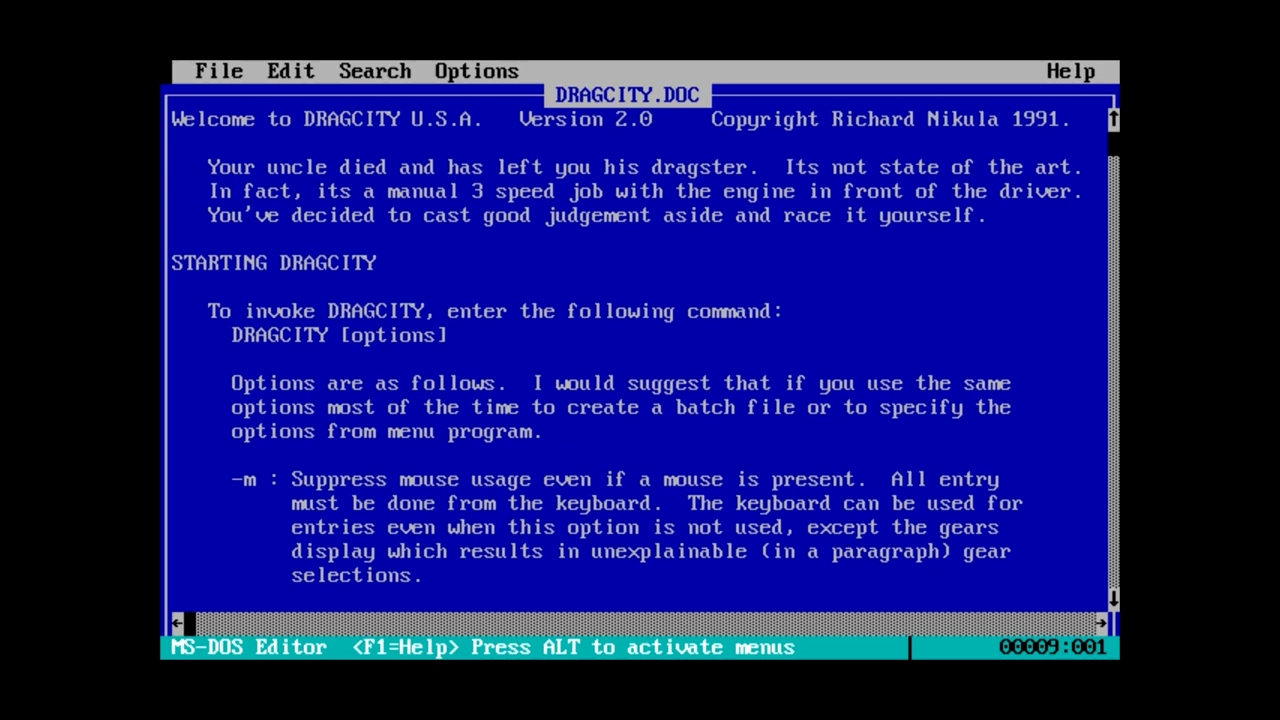 File Edit Search Options Help
DRAGCITY.DOC
Welcome to DRAGCITY U.S.A. Version 2.0 Copyright Richard Nikula 1991.
Your uncle died and has left you his dragster. Its not state of the art.
In fact, its a manual 3 speed job with the engine in front of the driver.
You've decided to cast good judgement aside and race it yourself.
STARTING DRAGCITY
To invoke DRAGCITY, enter the following command:
DRAGCITY [options]
Options are as follows. I would suggest that if you use the same
options most of the time to create a batch file or to specify the
options from menu program.
-m : Suppress mouse usage even if a mouse is present. All entry
must be done from the keyboard. The keyboard can be used for
entries even when this option is not used, except the gears
display which results in unexplainable (in a paragraph) gear
selections.
MS-DOS Editor <F1=Help> Press ALT to activate menus 00009:001